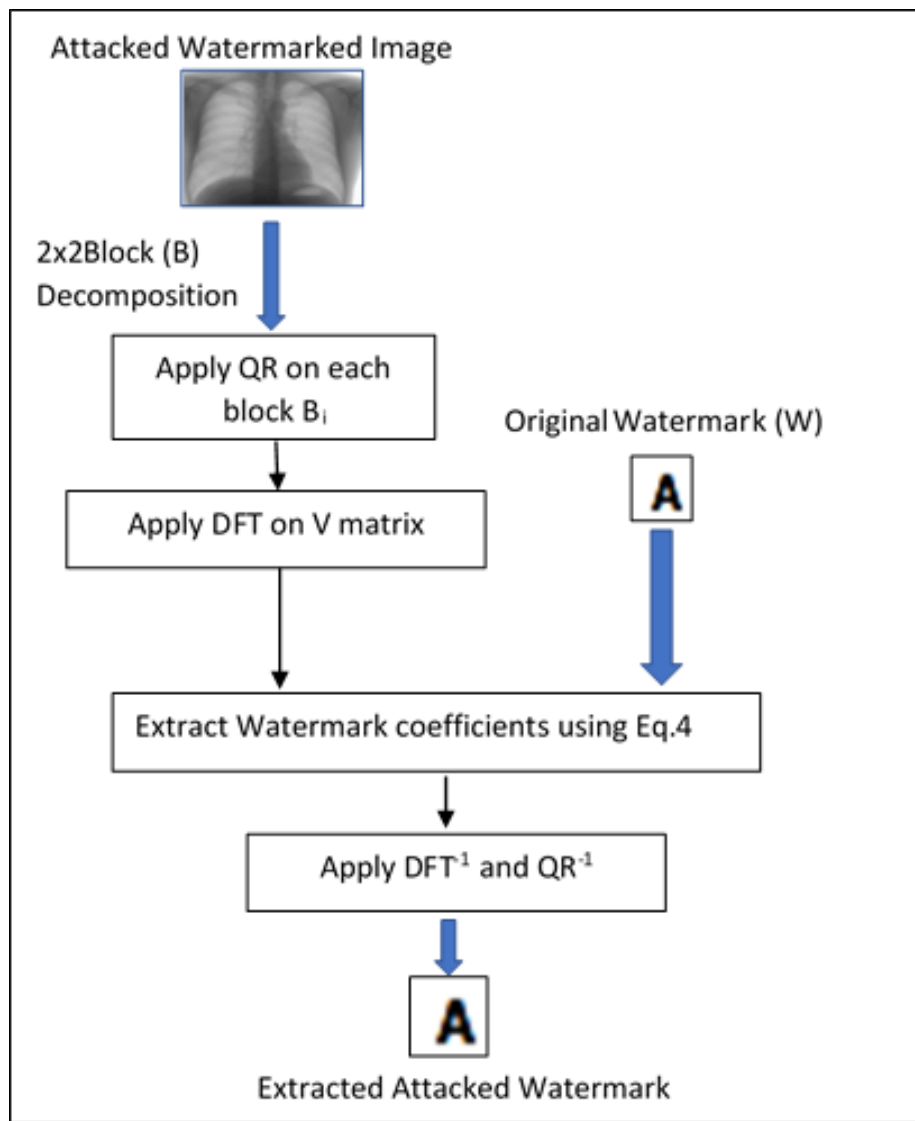 Attacked Watermarked Image
2x2Block (B)
Decomposition
Apply QR on each
block Bᵢ
Original Watermark (W)
A
Apply DFT on V matrix
Extract Watermark coefficients using Eq.4
Apply DFT⁻¹ and QR⁻¹
A
Extracted Attacked Watermark